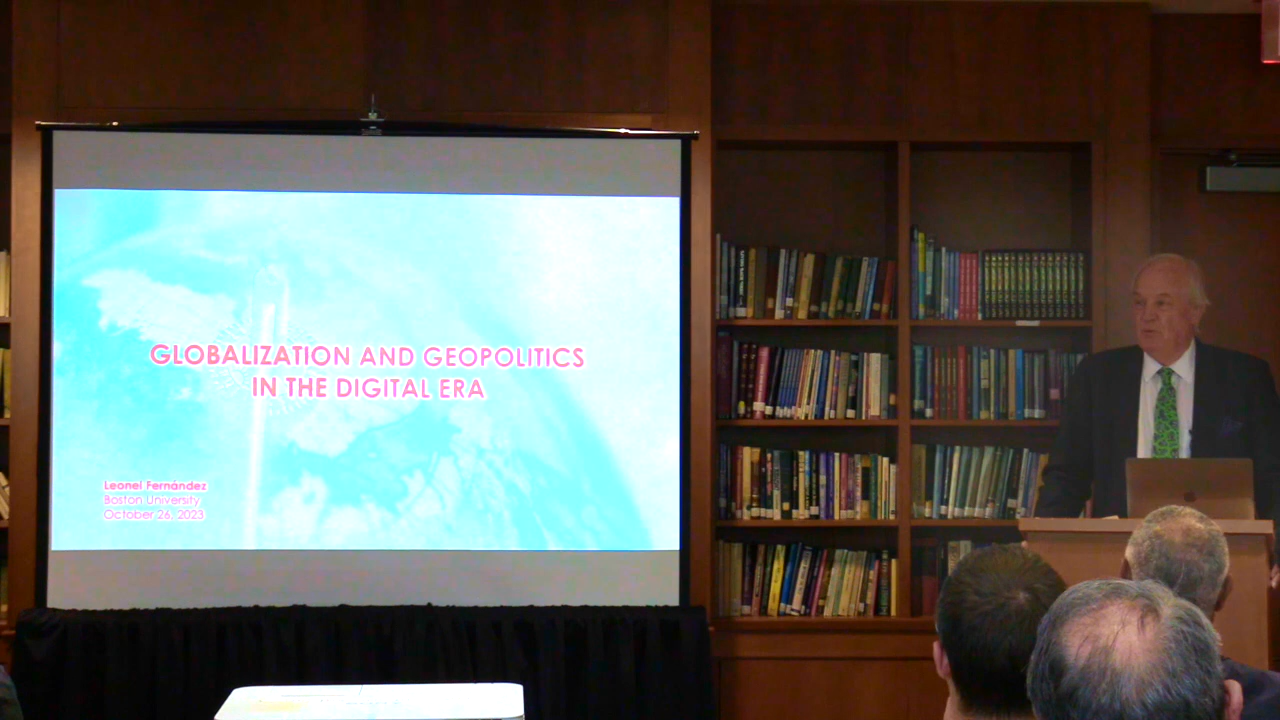 GLOBALIZATION AND GEOPOLITICS
IN THE DIGITAL ERA
Leonel Fernández
Boston University
October 26, 2023